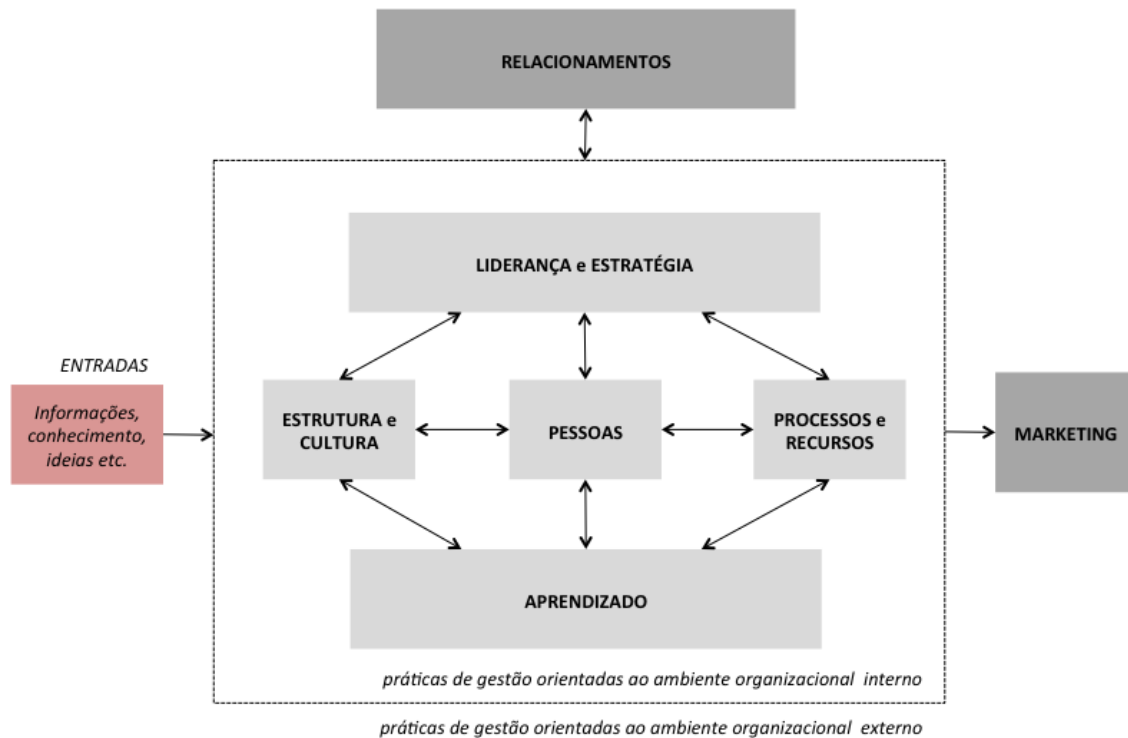 RELACIONAMENTOS
LIDERANÇA e ESTRATÉGIA
ENTRADAS
Informações,
conhecimento,
ideias etc.
ESTRUTURA e
CULTURA
PESSOAS
PROCESSOS e
RECURSOS
MARKETING
APRENDIZADO
práticas de gestão orientadas ao ambiente organizacional interno
práticas de gestão orientadas ao ambiente organizacional externo